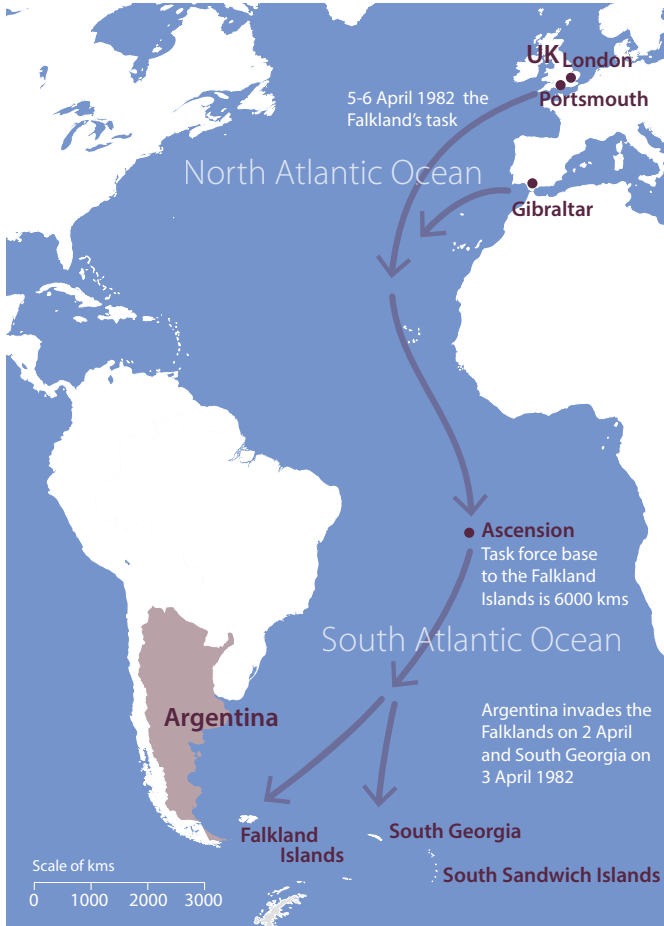 UK
London
Portsmouth
5-6 April 1982 the
Falkland's task
North Atlantic Ocean
Gibraltar
Ascension
Task force base
to the Falkland
Islands is 6000 kms
South Atlantic Ocean
Argentina
Argentina invades the
Falklands on 2 April
and South Georgia on
3 April 1982
Falkland
Islands
South Georgia
South Sandwich Islands
Scale of kms
0 1000 2000 3000